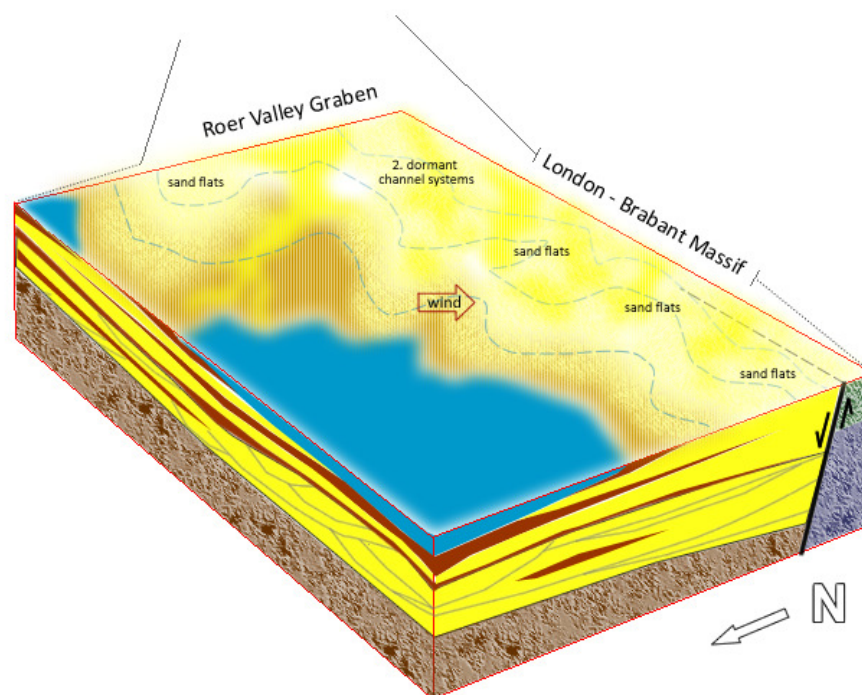 Roer Valley Graben
London - Brabant Massif
2. dormant
channel systems
sand flats
sand flats
wind
sand flats
sand flats
N